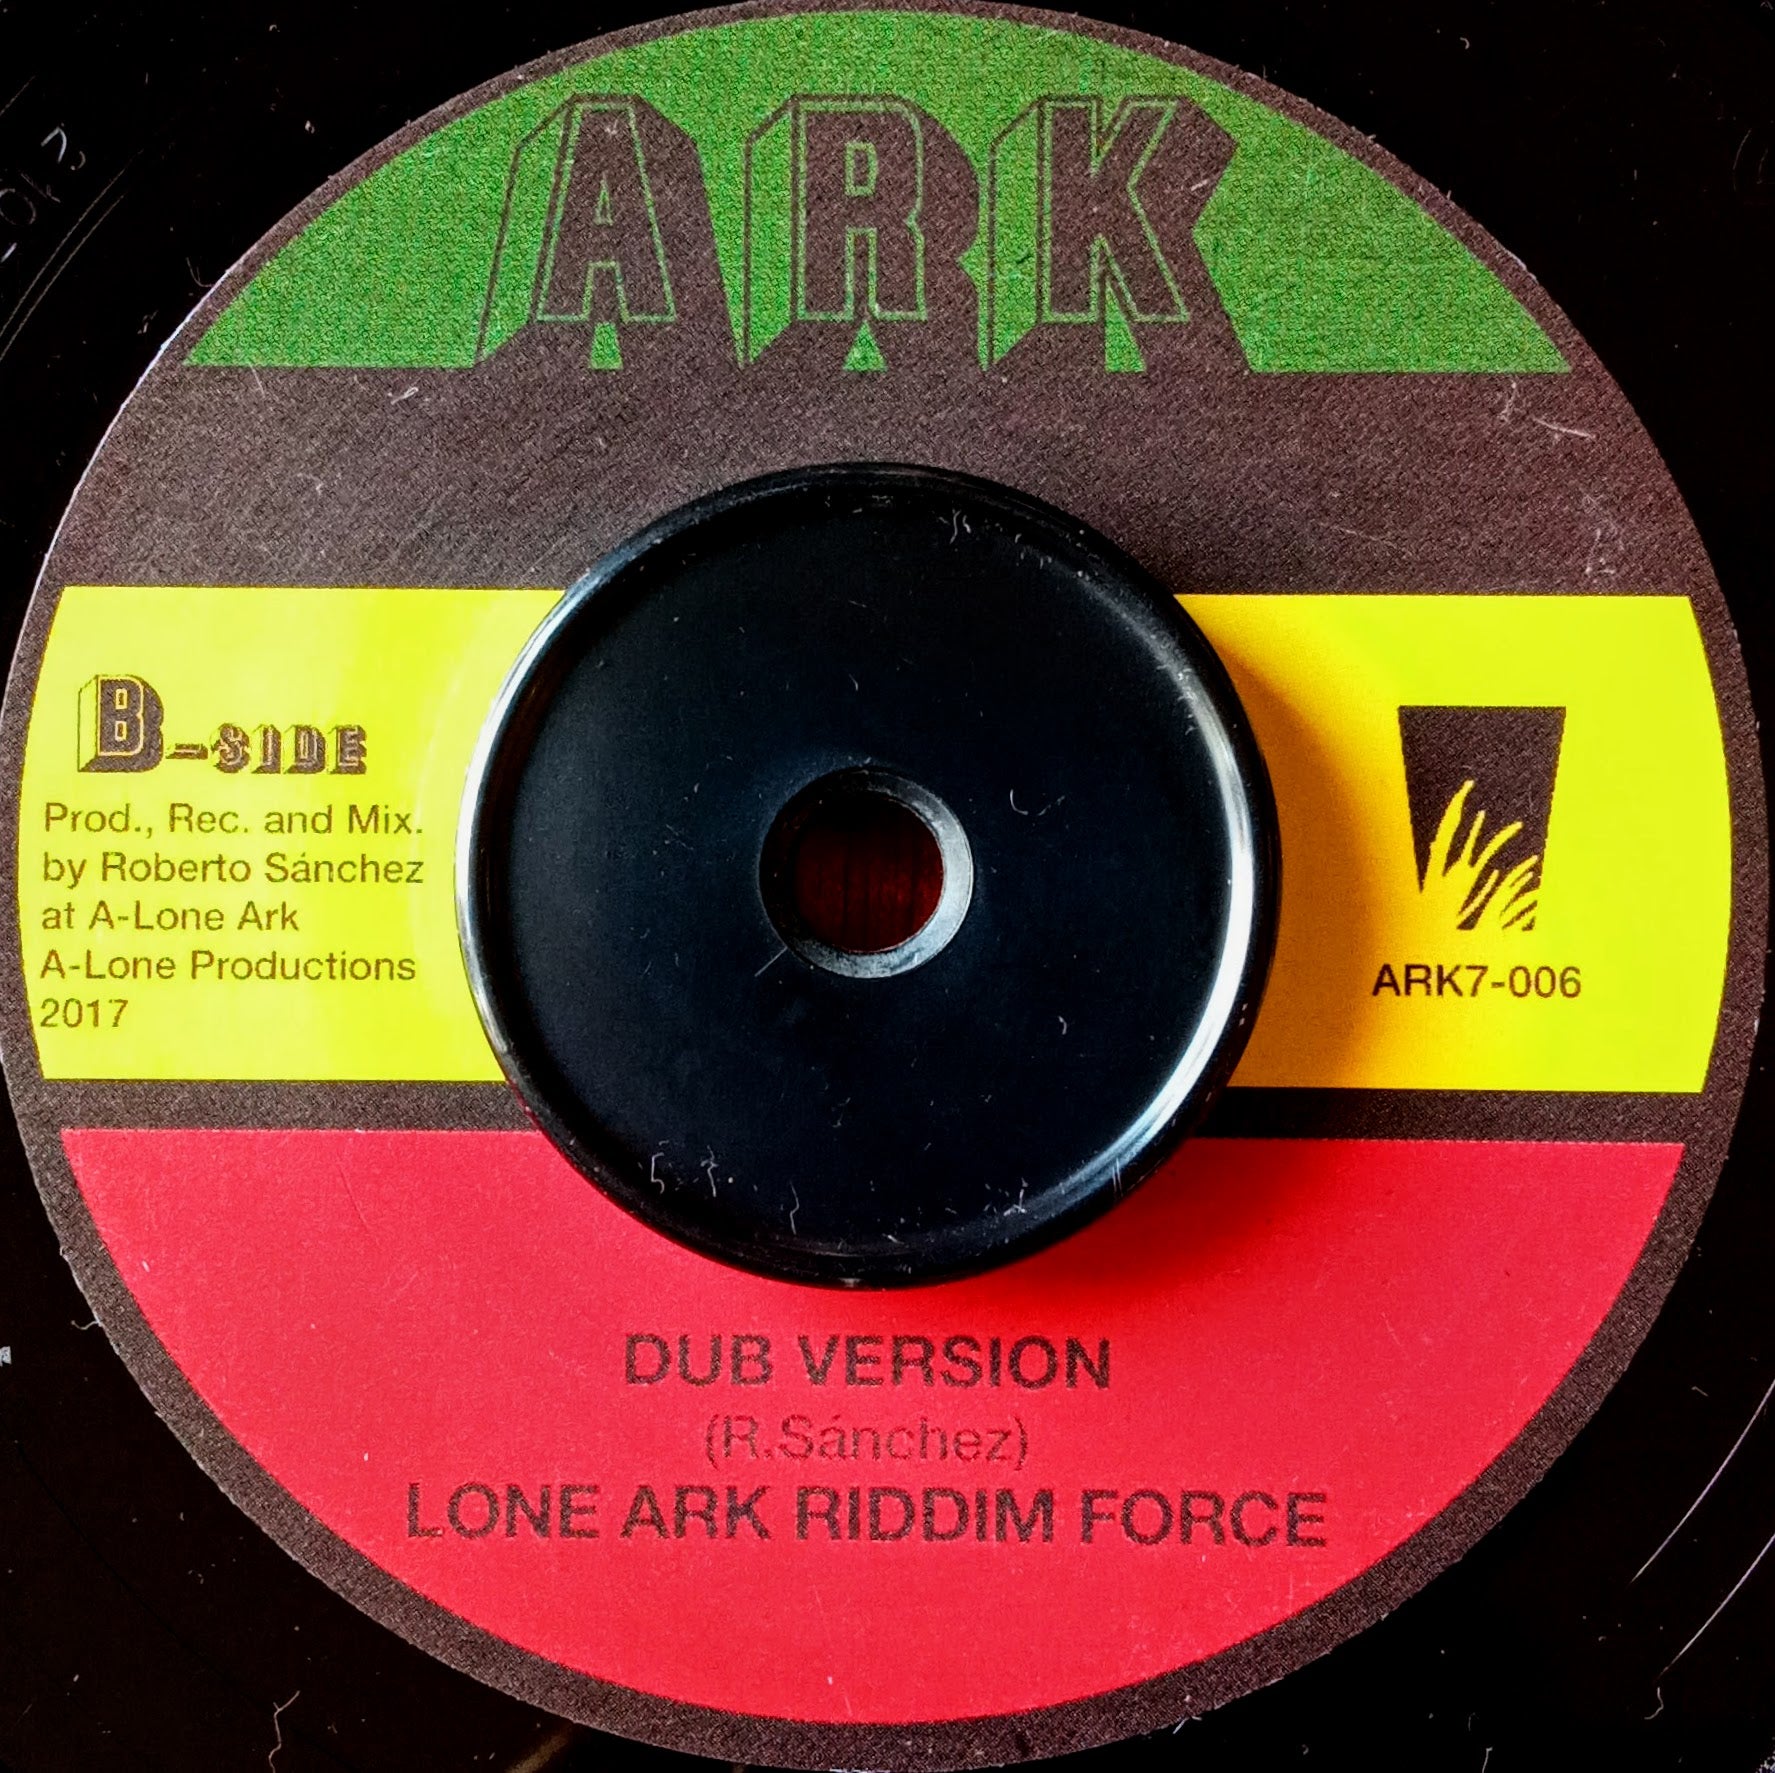 ARK
B-SIDE
Prod., Rec. and Mix.
by Roberto Sánchez
at A-Lone Ark
A-Lone Productions
2017
ARK7-006
DUB VERSION
(R.Sánchez)
LONE ARK RIDDIM FORCE